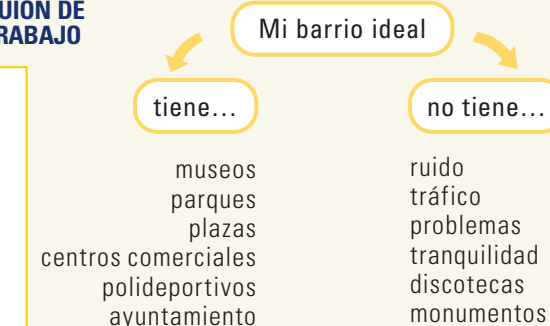 UIÓN DE
RABAJO
Mi barrio ideal
tiene...
museos
parques
plazas
centros comerciales
polideportivos
ayuntamiento
no tiene...
ruido
tráfico
problemas
tranquilidad
discotecas
monumentos